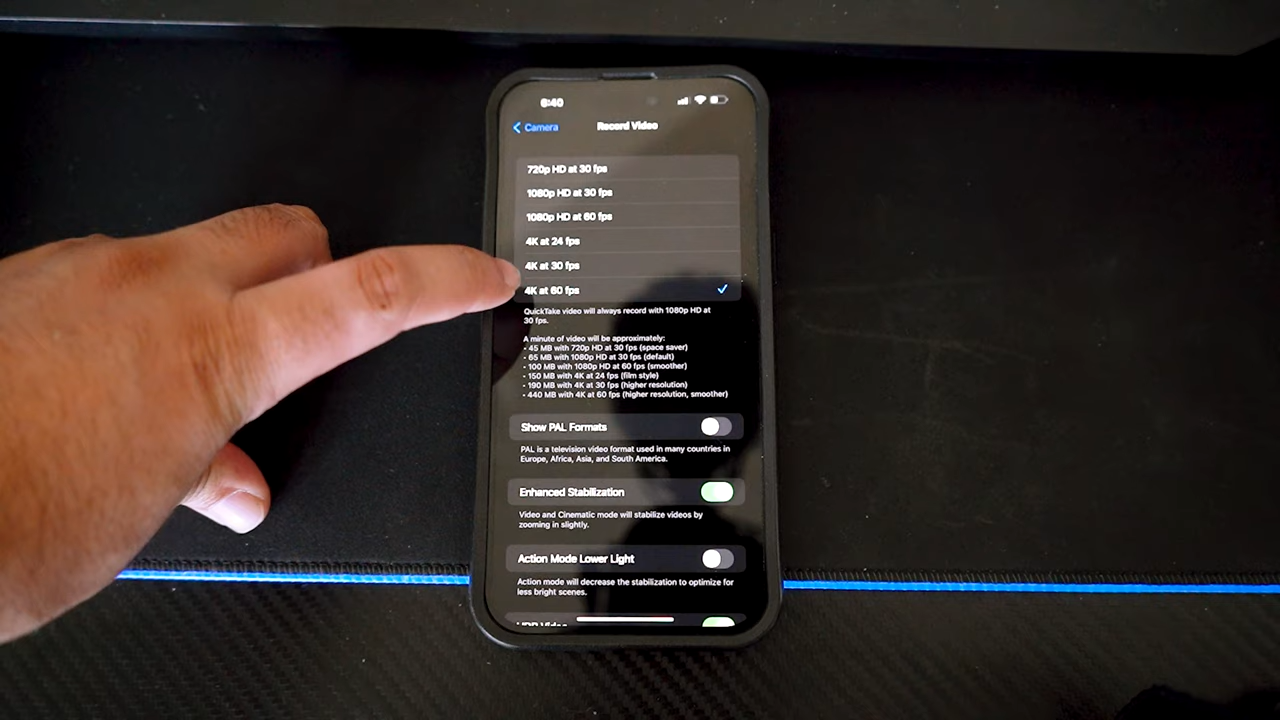 6:40
Camera
Record Video
720p HD at 30 fps
1080p HD at 30 fps
1080p HD at 60 fps
4K at 24 fps
4K at 30 fps
4K at 60 fps
QuickTake video will always record with 1080p HD at
30 fps.
A minute of video will be approximately:
• 45 MB with 720p HD at 30 fps (space saver)
• 65 MB with 1080p HD at 30 fps (default)
• 100 MB with 1080p HD at 60 fps (smoother)
• 150 MB with 4K at 24 fps (film style)
• 190 MB with 4K at 30 fps (higher resolution)
• 440 MB with 4K at 60 fps (higher resolution, smoother)
Show PAL Formats
PAL is a television video format used in many countries in
Europe, Africa, Asia, and South America.
Enhanced Stabilization
Video and Cinematic mode will stabilize videos by
zooming in slightly.
Action Mode Lower Light
Action mode will decrease the stabilization to optimize for
less bright scenes.
HDR Video